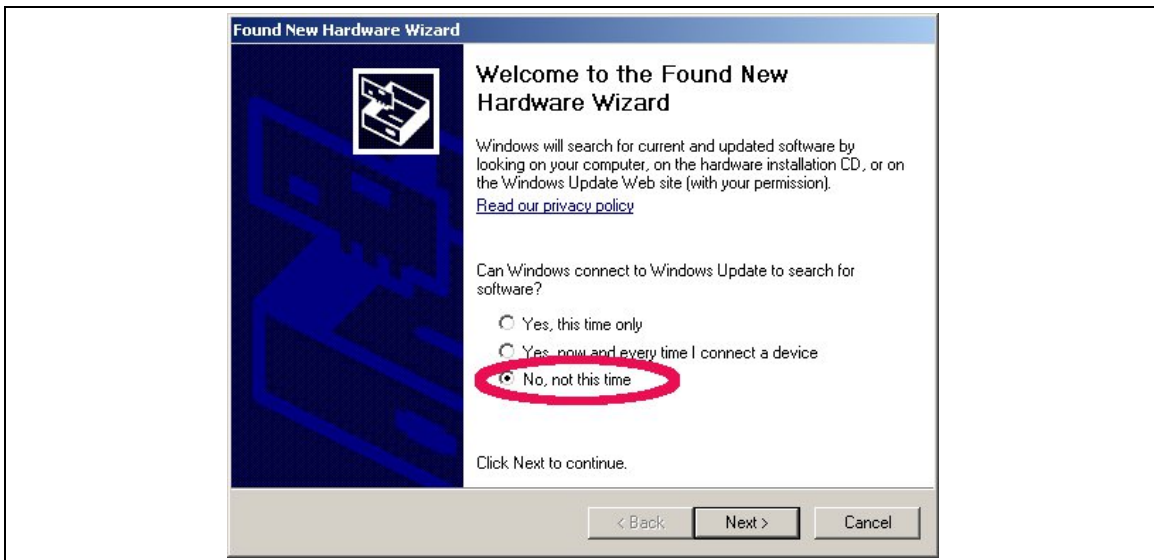 Found New Hardware Wizard
Welcome to the Found New
Hardware Wizard
Windows will search for current and updated software by
looking on your computer, on the hardware installation CD, or on
the Windows Update Web site (with your permission).
Read our privacy policy
Can Windows connect to Windows Update to search for
software?
Yes, this time only
Yes, now and every time I connect a device
No, not this time
Click Next to continue.
< Back Next > Cancel